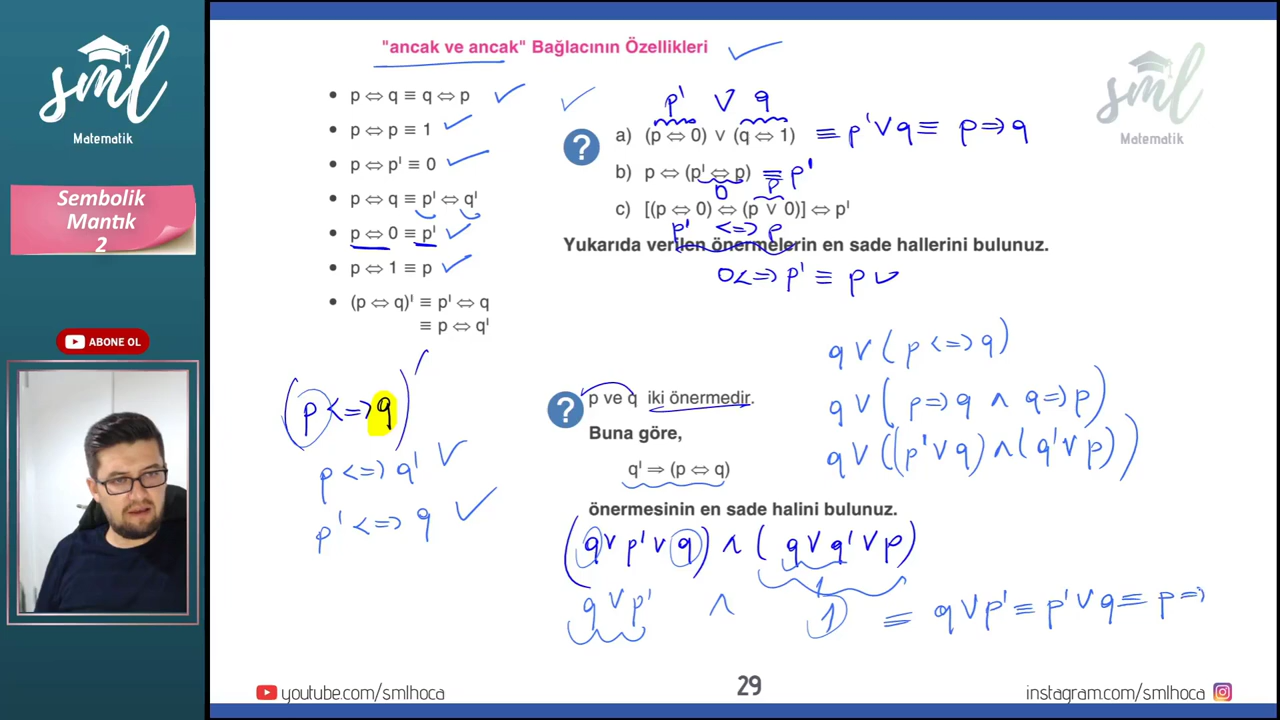 sml
Matematik
Sembolik
Mantık
2
ABONE OL
"ancak ve ancak" Bağlacının Özellikleri
• p ⇔ q ≡ q ⇔ p
• p ⇔ p ≡ 1
• p ⇔ p' ≡ 0
• p ⇔ q ≡ p' ⇔ q'
• p ⇔ 0 ≡ p'
• p ⇔ 1 ≡ p
• (p ⇔ q)' ≡ p' ⇔ q
≡ p ⇔ q'
(p <=> q)'
p <=> q'
p' <=> q
sml
Matematik
p' ∨ q
? a) (p ⇔ 0) ∨ (q ⇔ 1) ≡ p' ∨ q ≡ p ⇒ q
b) p ⇔ (p' ⇔ p) ≡ p'
0 p
c) [(p ⇔ 0) ⇔ (p ∨ 0)] ⇔ p'
p' <=> p
Yukarıda verilen önermelerin en sade hallerini bulunuz.
0 <=> p' ≡ p
? p ve q iki önermedir.
Buna göre,
q' ⇒ (p ⇔ q)
önermesinin en sade halini bulunuz.
q ∨ (p <=> q)
q ∨ (p ⇒ q ∧ q ⇒ p)
q ∨ ((p' ∨ q) ∧ (q' ∨ p))
(q ∨ p' ∨ q) ∧ (q ∨ q' ∨ p)
1
q ∨ p' ∧ 1 ≡ q ∨ p' ≡ p' ∨ q ≡ p ⇒
youtube.com/smlhoca
29
instagram.com/smlhoca